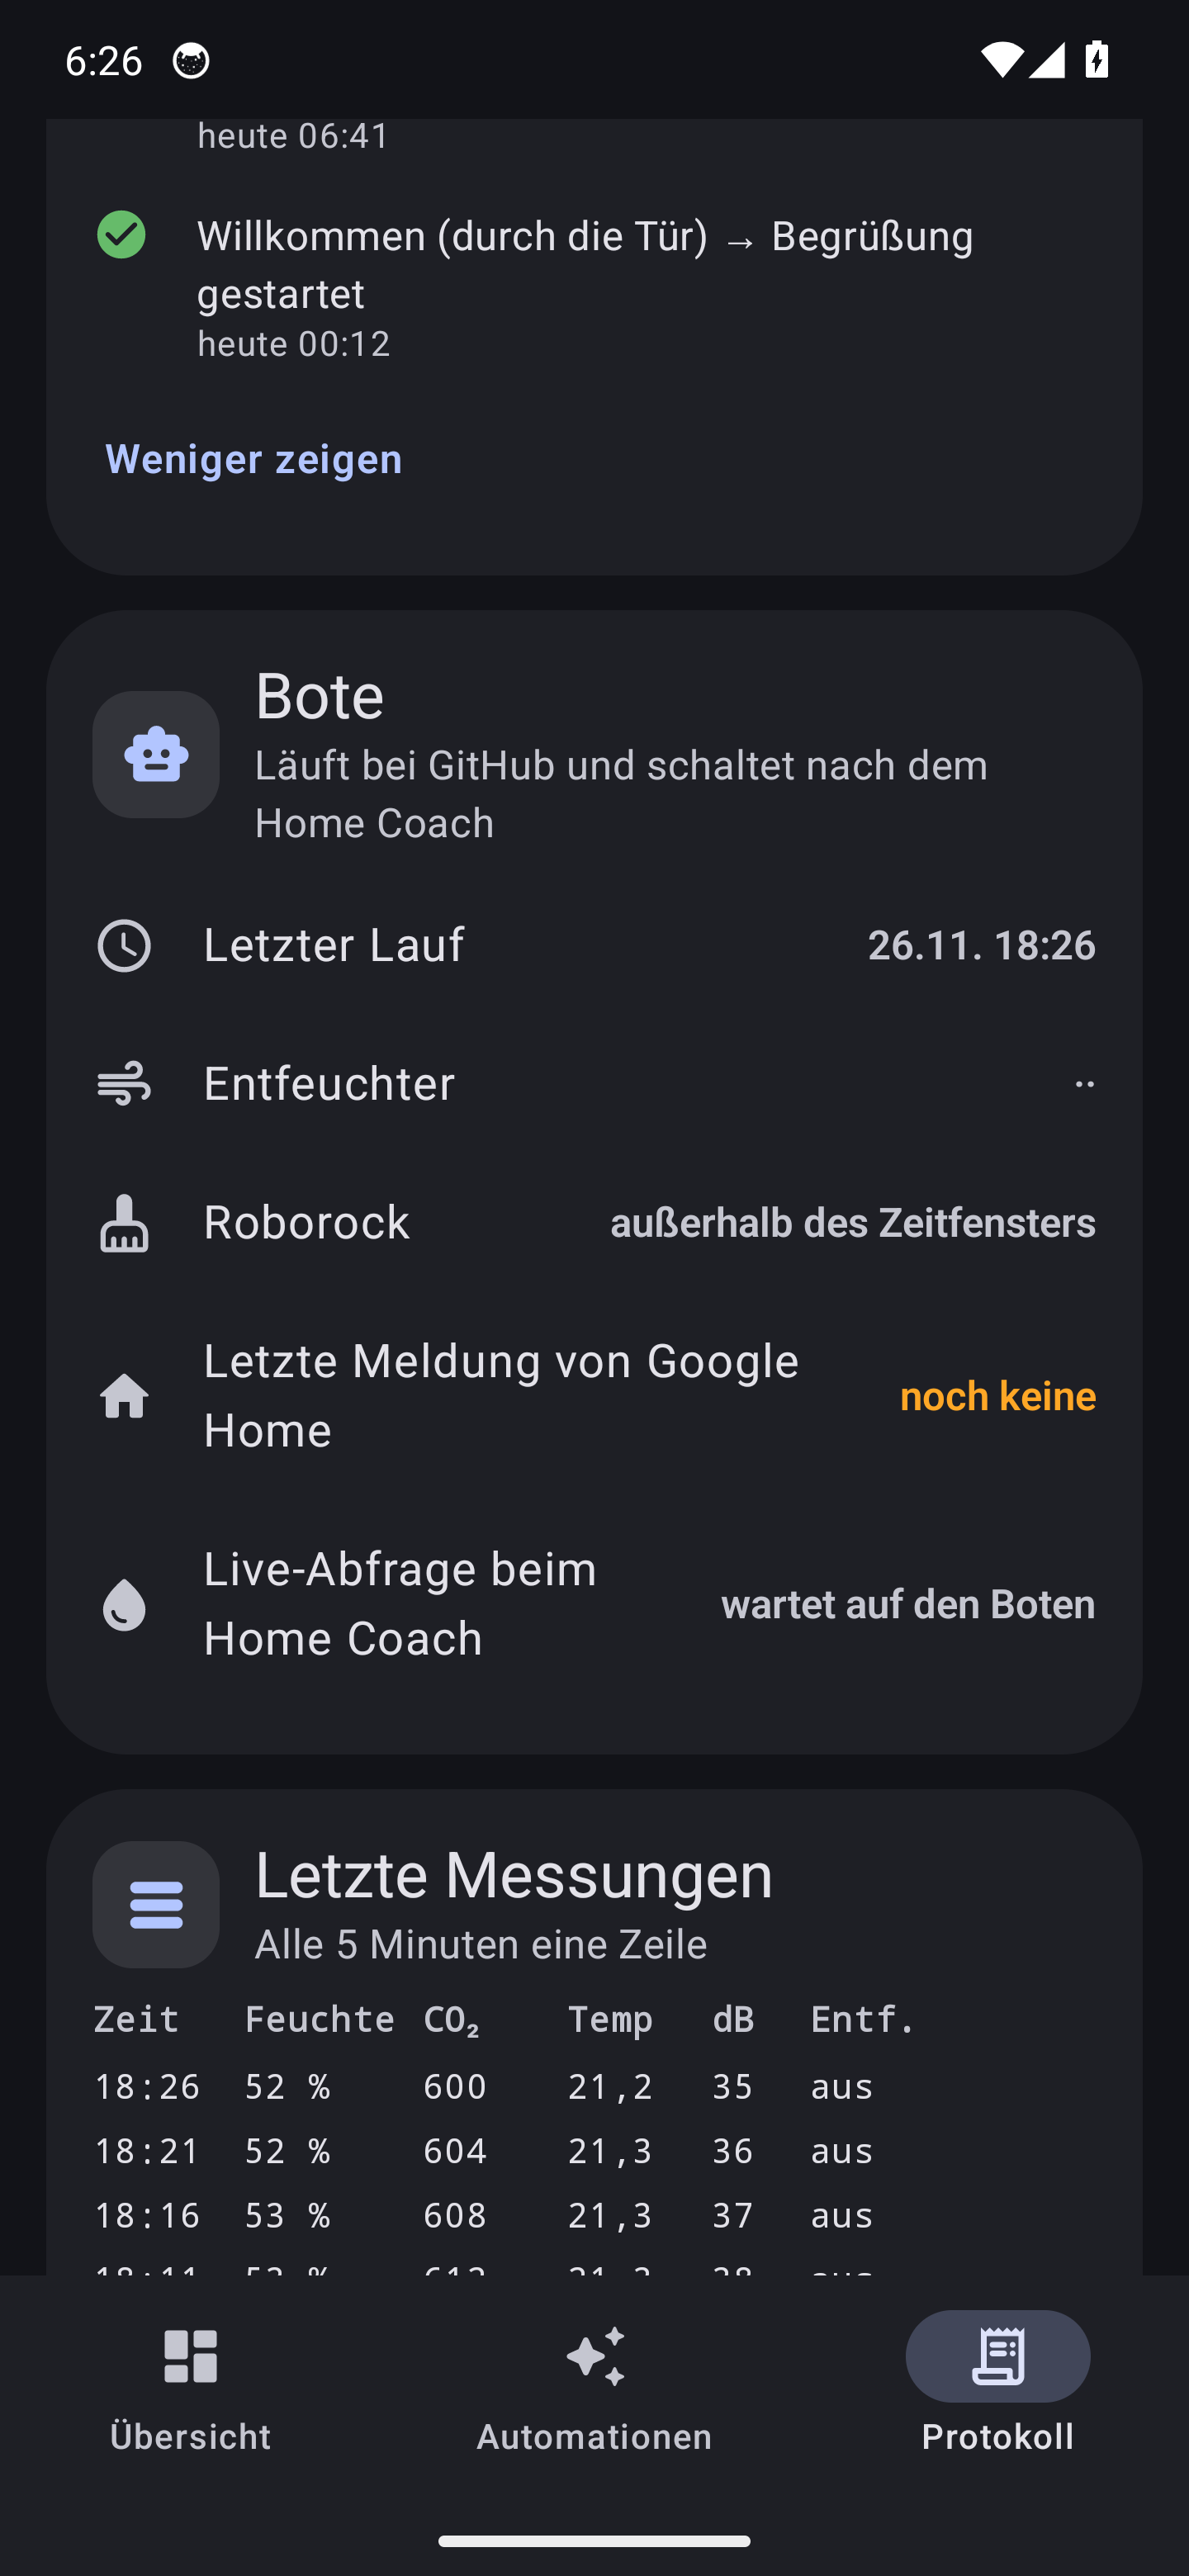 6:26
heute 06:41
Willkommen (durch die Tür) → Begrüßung
gestartet
heute 00:12
Weniger zeigen
Bote
Läuft bei GitHub und schaltet nach dem
Home Coach
Letzter Lauf 26.11. 18:26
Entfeuchter ··
Roborock außerhalb des Zeitfensters
Letzte Meldung von Google
Home
noch keine
Live-Abfrage beim
Home Coach
wartet auf den Boten
Letzte Messungen
Alle 5 Minuten eine Zeile
Zeit Feuchte CO₂ Temp dB Entf.
18:26 52 % 600 21,2 35 aus
18:21 52 % 604 21,3 36 aus
18:16 53 % 608 21,3 37 aus
Übersicht Automationen Protokoll